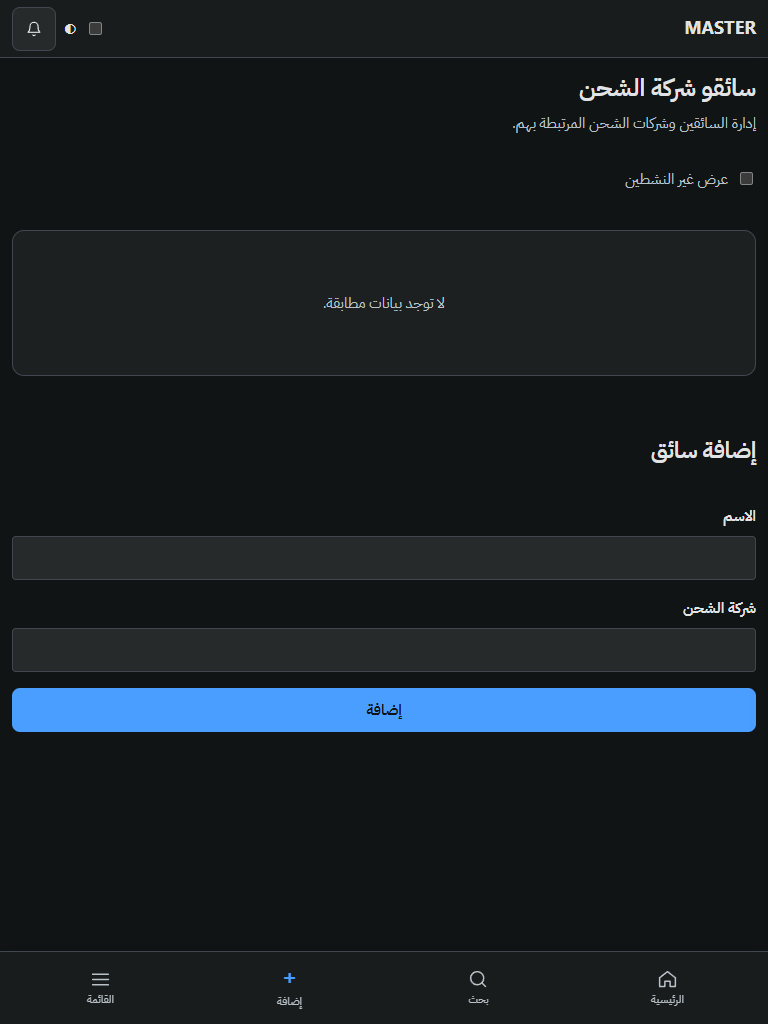 MASTER
سائقو شركة الشحن
إدارة السائقين وشركات الشحن المرتبطة بهم.
عرض غير النشطين
لا توجد بيانات مطابقة.
إضافة سائق
الاسم
شركة الشحن
إضافة
الرئيسية
بحث
إضافة
القائمة